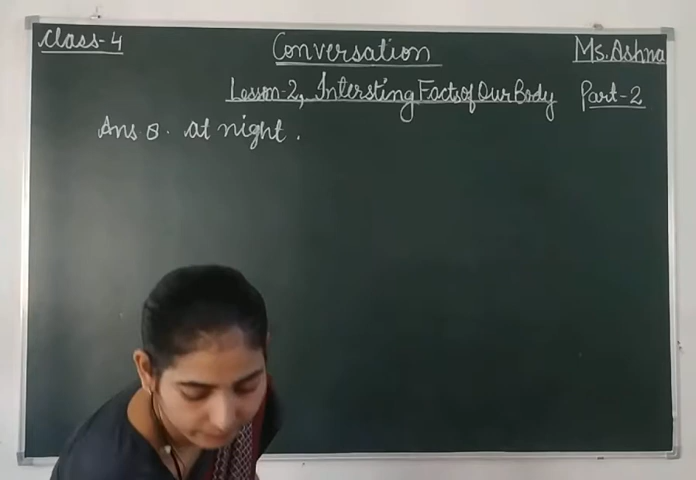 Class-4 Conversation Ms. Ashna
Lesson-2, Intersting Facts of Our Body Part-2
Ans 8. at night.